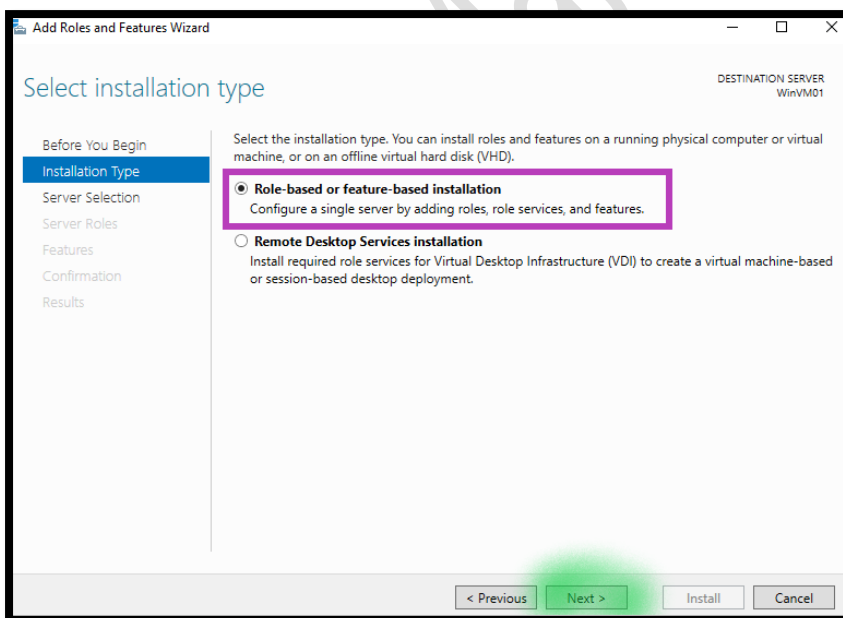 Add Roles and Features Wizard
Select installation type
DESTINATION SERVER
WinVM01
Before You Begin
Installation Type
Server Selection
Server Roles
Features
Confirmation
Results
Select the installation type. You can install roles and features on a running physical computer or virtual
machine, or on an offline virtual hard disk (VHD).
Role-based or feature-based installation
Configure a single server by adding roles, role services, and features.
Remote Desktop Services installation
Install required role services for Virtual Desktop Infrastructure (VDI) to create a virtual machine-based
or session-based desktop deployment.
< Previous Next > Install Cancel